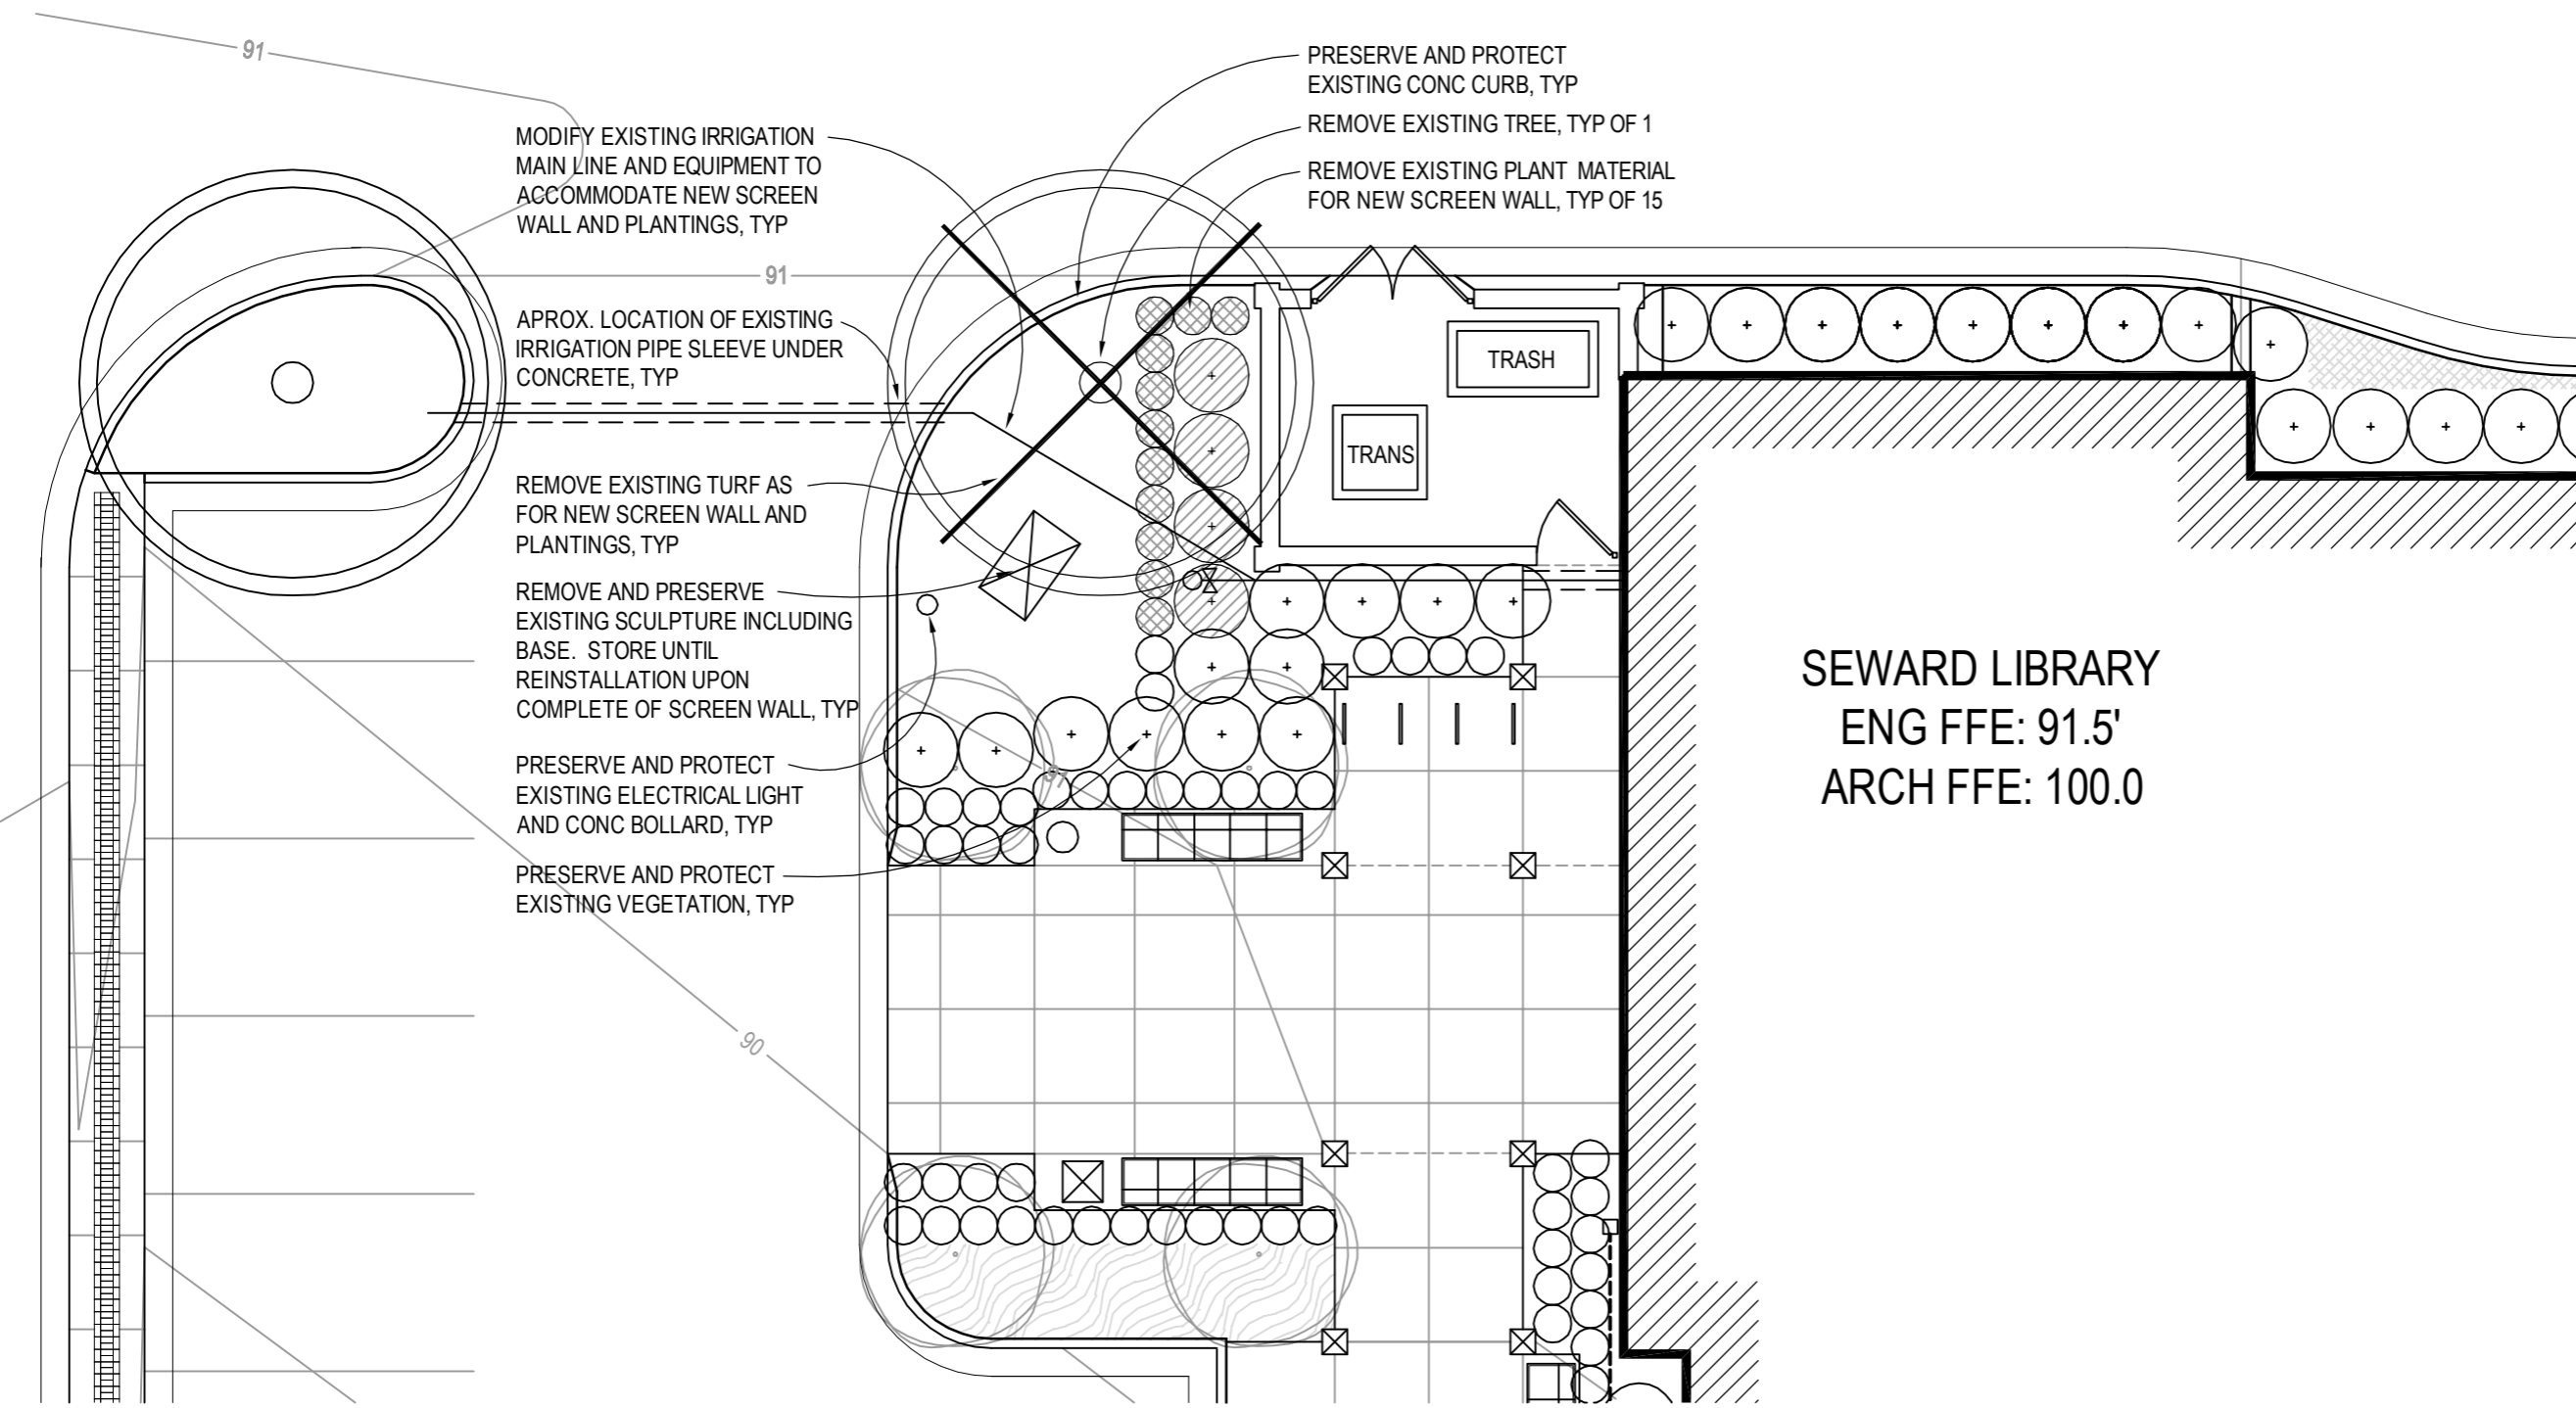 91
PRESERVE AND PROTECT
EXISTING CONC CURB, TYP
REMOVE EXISTING TREE, TYP OF 1
REMOVE EXISTING PLANT MATERIAL
FOR NEW SCREEN WALL, TYP OF 15
MODIFY EXISTING IRRIGATION
MAIN LINE AND EQUIPMENT TO
ACCOMMODATE NEW SCREEN
WALL AND PLANTINGS, TYP
91
APROX. LOCATION OF EXISTING
IRRIGATION PIPE SLEEVE UNDER
CONCRETE, TYP
TRASH
TRANS
REMOVE EXISTING TURF AS
FOR NEW SCREEN WALL AND
PLANTINGS, TYP
REMOVE AND PRESERVE
EXISTING SCULPTURE INCLUDING
BASE. STORE UNTIL
REINSTALLATION UPON
COMPLETE OF SCREEN WALL, TYP
SEWARD LIBRARY
ENG FFE: 91.5'
ARCH FFE: 100.0
PRESERVE AND PROTECT
EXISTING ELECTRICAL LIGHT
AND CONC BOLLARD, TYP
91
PRESERVE AND PROTECT
EXISTING VEGETATION, TYP
90